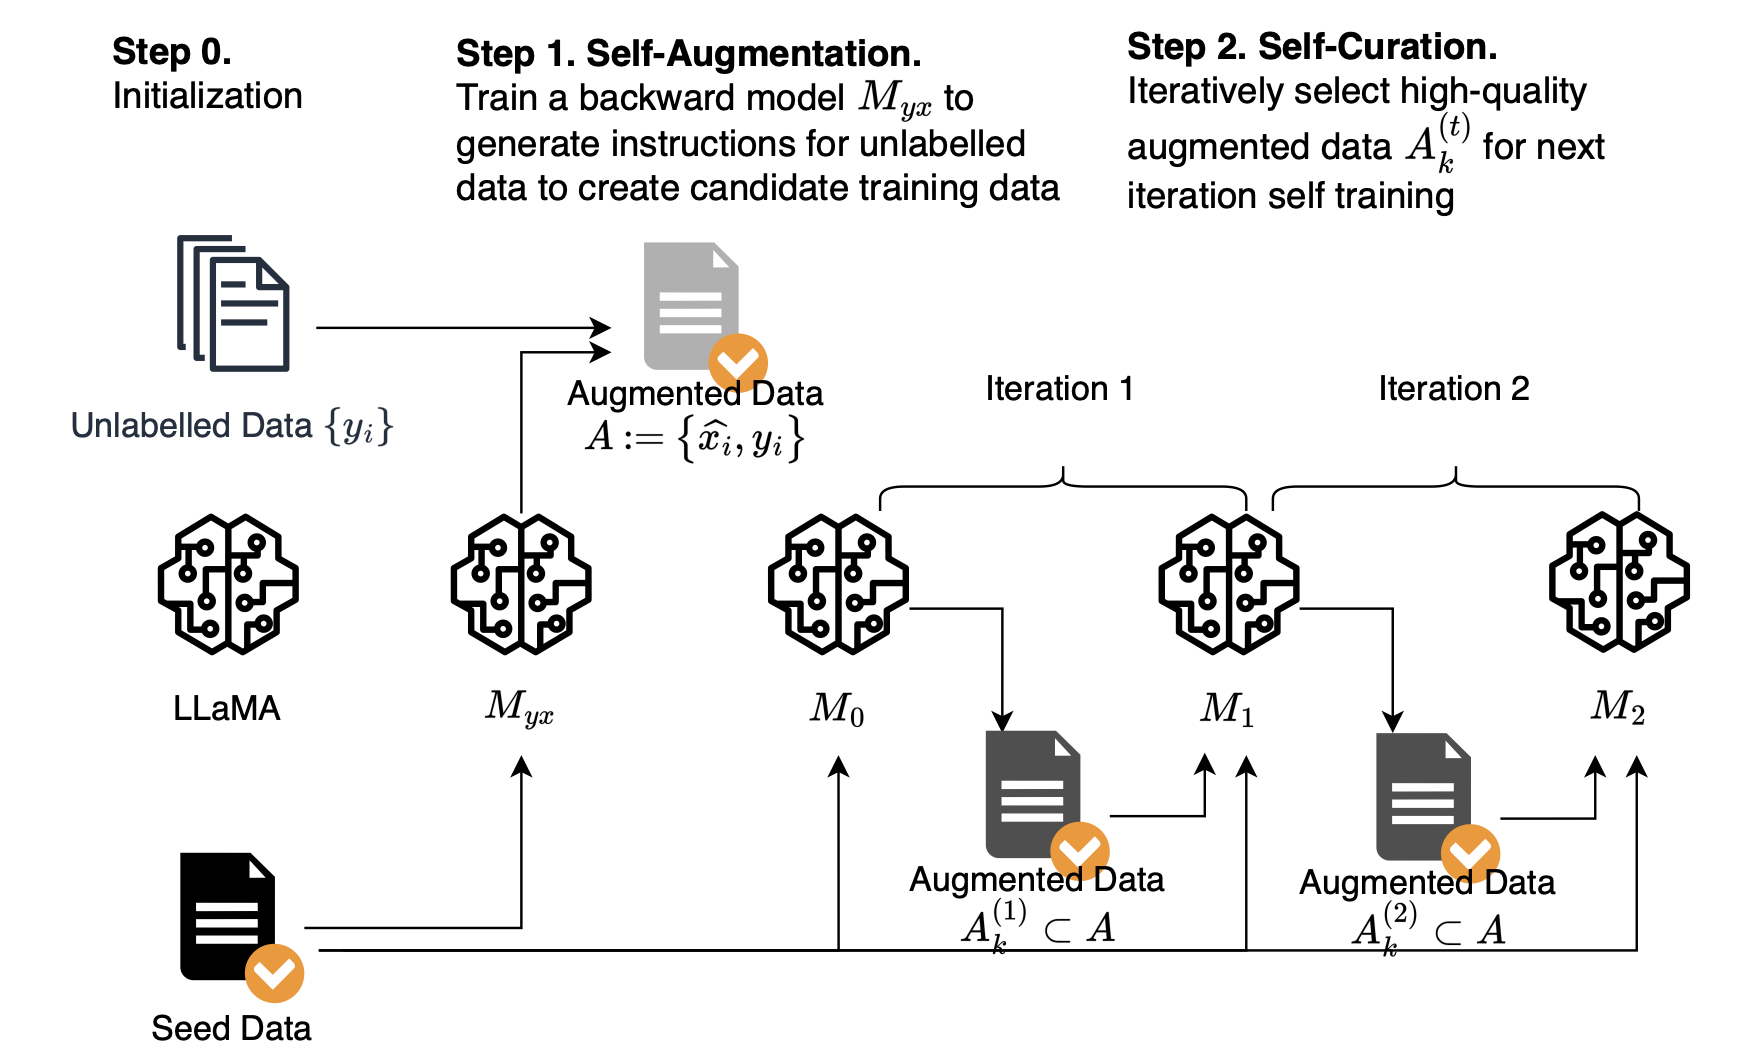 Step 0.
Initialization
Step 1. Self-Augmentation.
Train a backward model $M_{yx}$ to
generate instructions for unlabelled
data to create candidate training data
Step 2. Self-Curation.
Iteratively select high-quality
augmented data $A_k^{(t)}$ for next
iteration self training
Unlabelled Data $\{y_i\}$
Augmented Data
$A := \{\widehat{x_i}, y_i\}$
Iteration 1
Iteration 2
LLaMA
$M_{yx}$
$M_0$
$M_1$
$M_2$
Augmented Data
$A_k^{(1)} \subset A$
Augmented Data
$A_k^{(2)} \subset A$
Seed Data